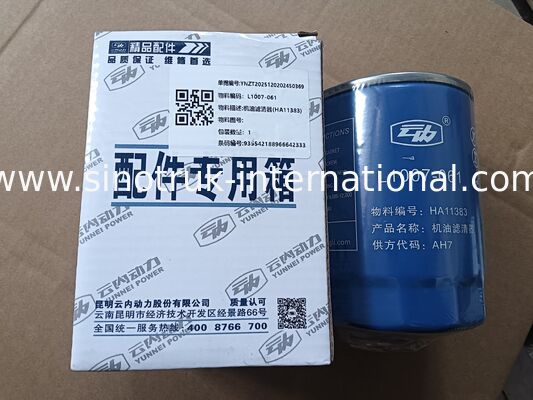 精品配件
品质保证 维修首选
单据编号:YNZT2025120202450369
物料编码: L1007-061
物料描述:机油滤清器(HA11383)
物料图号:
包装数量: 1
条码编号:935542188966642333
配件专用箱
云内动力
YUNNEI POWER
昆明云内动力股份有限公司
质量认可
云南昆明市经济技术开发区经景路66号
全国统一服务热线:400 8766 700
www.sinotruk-international.com
®
1007-061
物料编号: HA11383
产品名称: 机油滤清器
供方代码: AH7